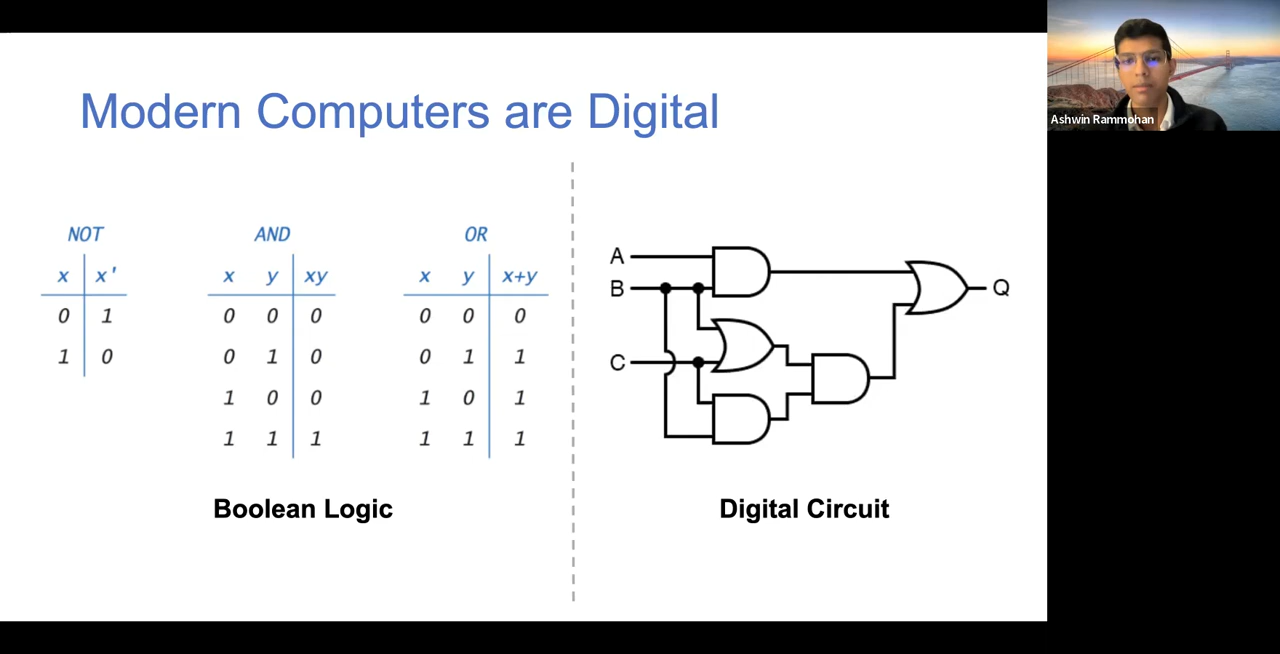 Modern Computers are Digital
NOT
x x'
0 1
1 0
AND
x y xy
0 0 0
0 1 0
1 0 0
1 1 1
OR
x y x+y
0 0 0
0 1 1
1 0 1
1 1 1
Boolean Logic
A
B
C
Q
Digital Circuit
Ashwin Rammohan